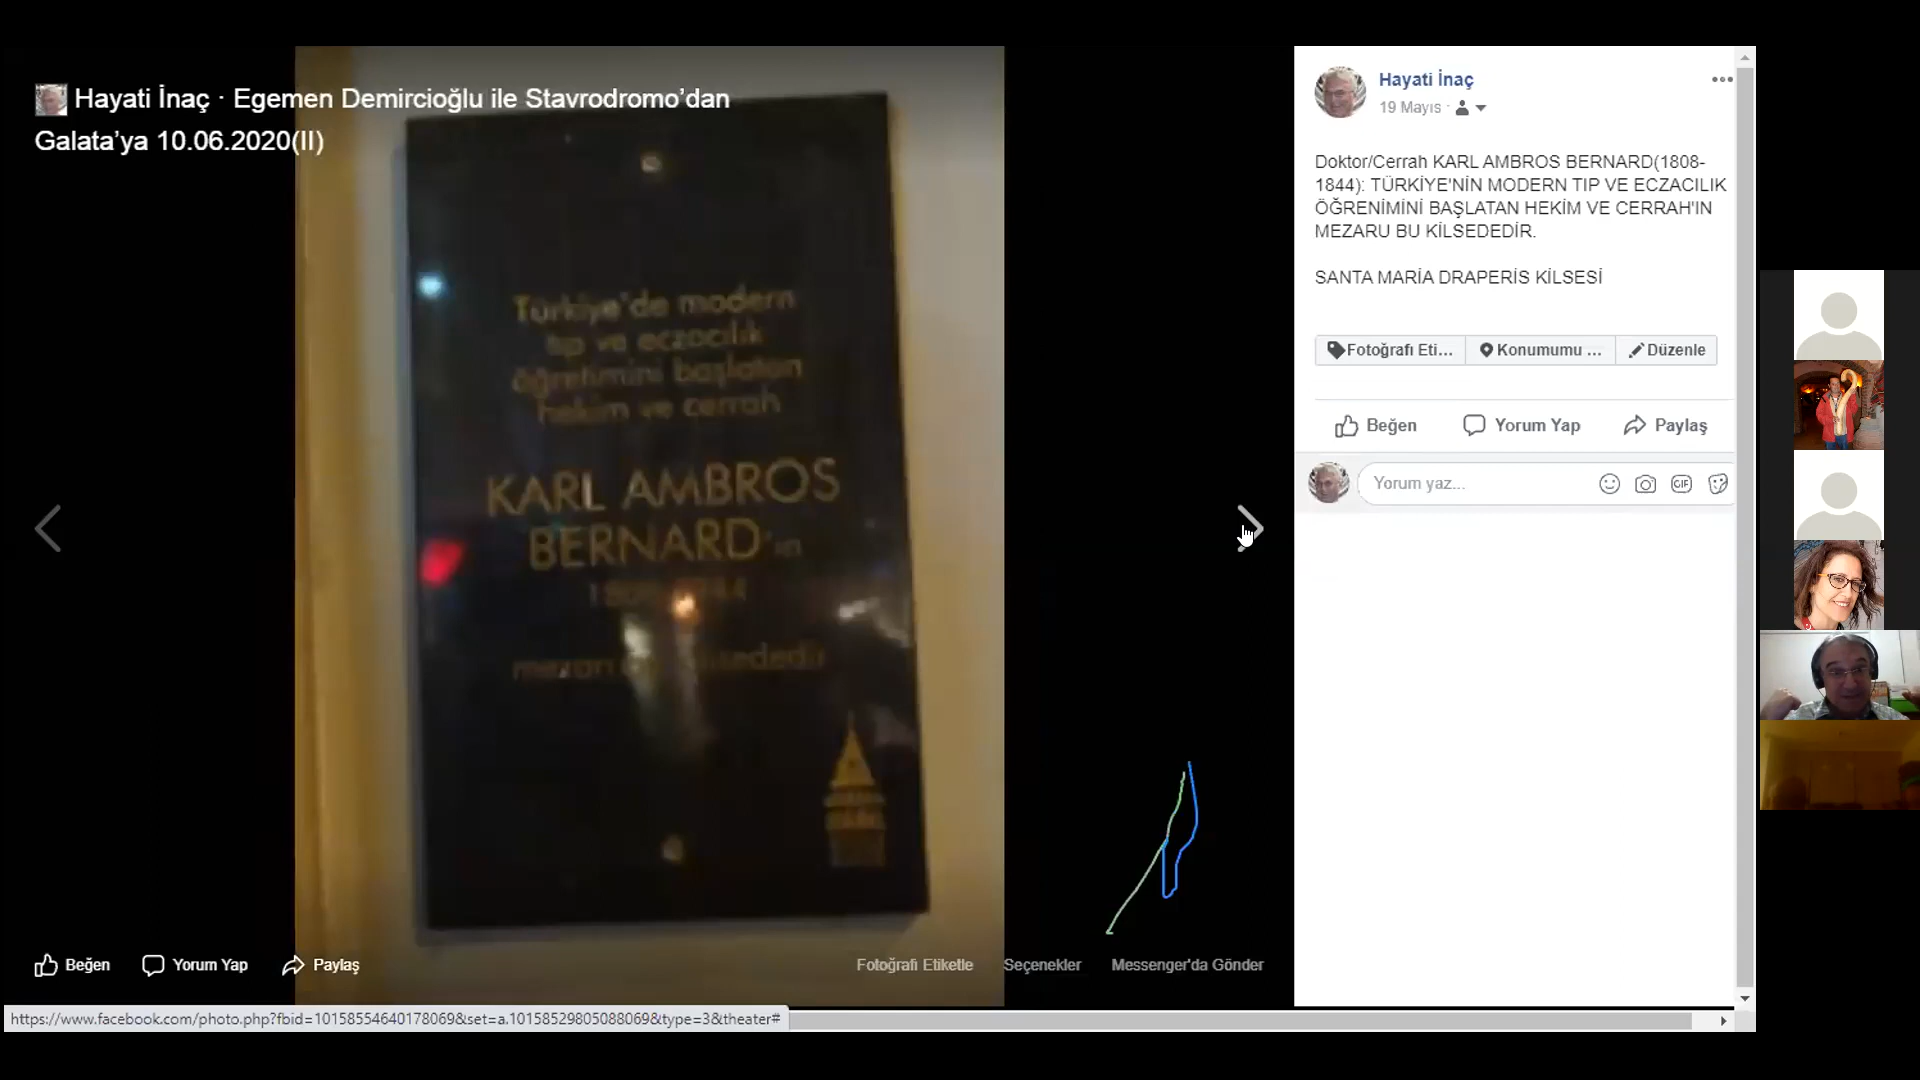 Hayati İnaç · Egemen Demircioğlu ile Stavrodromo’dan
Galata’ya 10.06.2020(II)
Türkiye'de modern
tıp ve eczacılık
öğretimini başlatan
hekim ve cerrah
KARL AMBROS
BERNARD'ın
mezarı
Beğen Yorum Yap Paylaş
Fotoğrafı Etiketle Seçenekler Messenger'da Gönder
https://www.facebook.com/photo.php?fbid=10158554640178069&set=a.10158529805088069&type=3&theater#
Hayati İnaç
19 Mayıs ·
Doktor/Cerrah KARL AMBROS BERNARD(1808-
1844): TÜRKİYE'NİN MODERN TIP VE ECZACILIK
ÖĞRENİMİNİ BAŞLATAN HEKİM VE CERRAH'IN
MEZARU BU KİLSEDEDİR.
SANTA MARİA DRAPERİS KİLSESİ
Fotoğrafı Eti... Konumumu ... Düzenle
Beğen Yorum Yap Paylaş
Yorum yaz... GIF